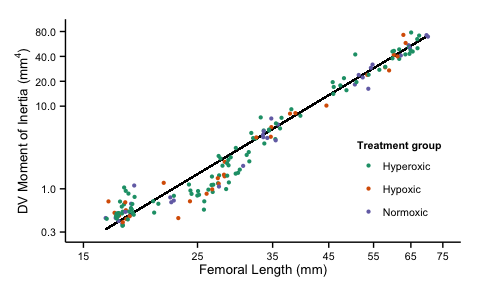 DV Moment of Inertia (mm⁴)
80.0
40.0
20.0
10.0
1.0
0.3
Treatment group
Hyperoxic
Hypoxic
Normoxic
15 25 35 45 55 65 75
Femoral Length (mm)